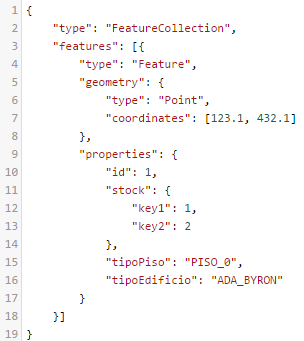 1 {
2     "type": "FeatureCollection",
3     "features": [{
4         "type": "Feature",
5         "geometry": {
6             "type": "Point",
7             "coordinates": [123.1, 432.1]
8         },
9         "properties": {
10             "id": 1,
11             "stock": {
12                 "key1": 1,
13                 "key2": 2
14             },
15             "tipoPiso": "PISO_0",
16             "tipoEdificio": "ADA_BYRON"
17         }
18     }]
19 }